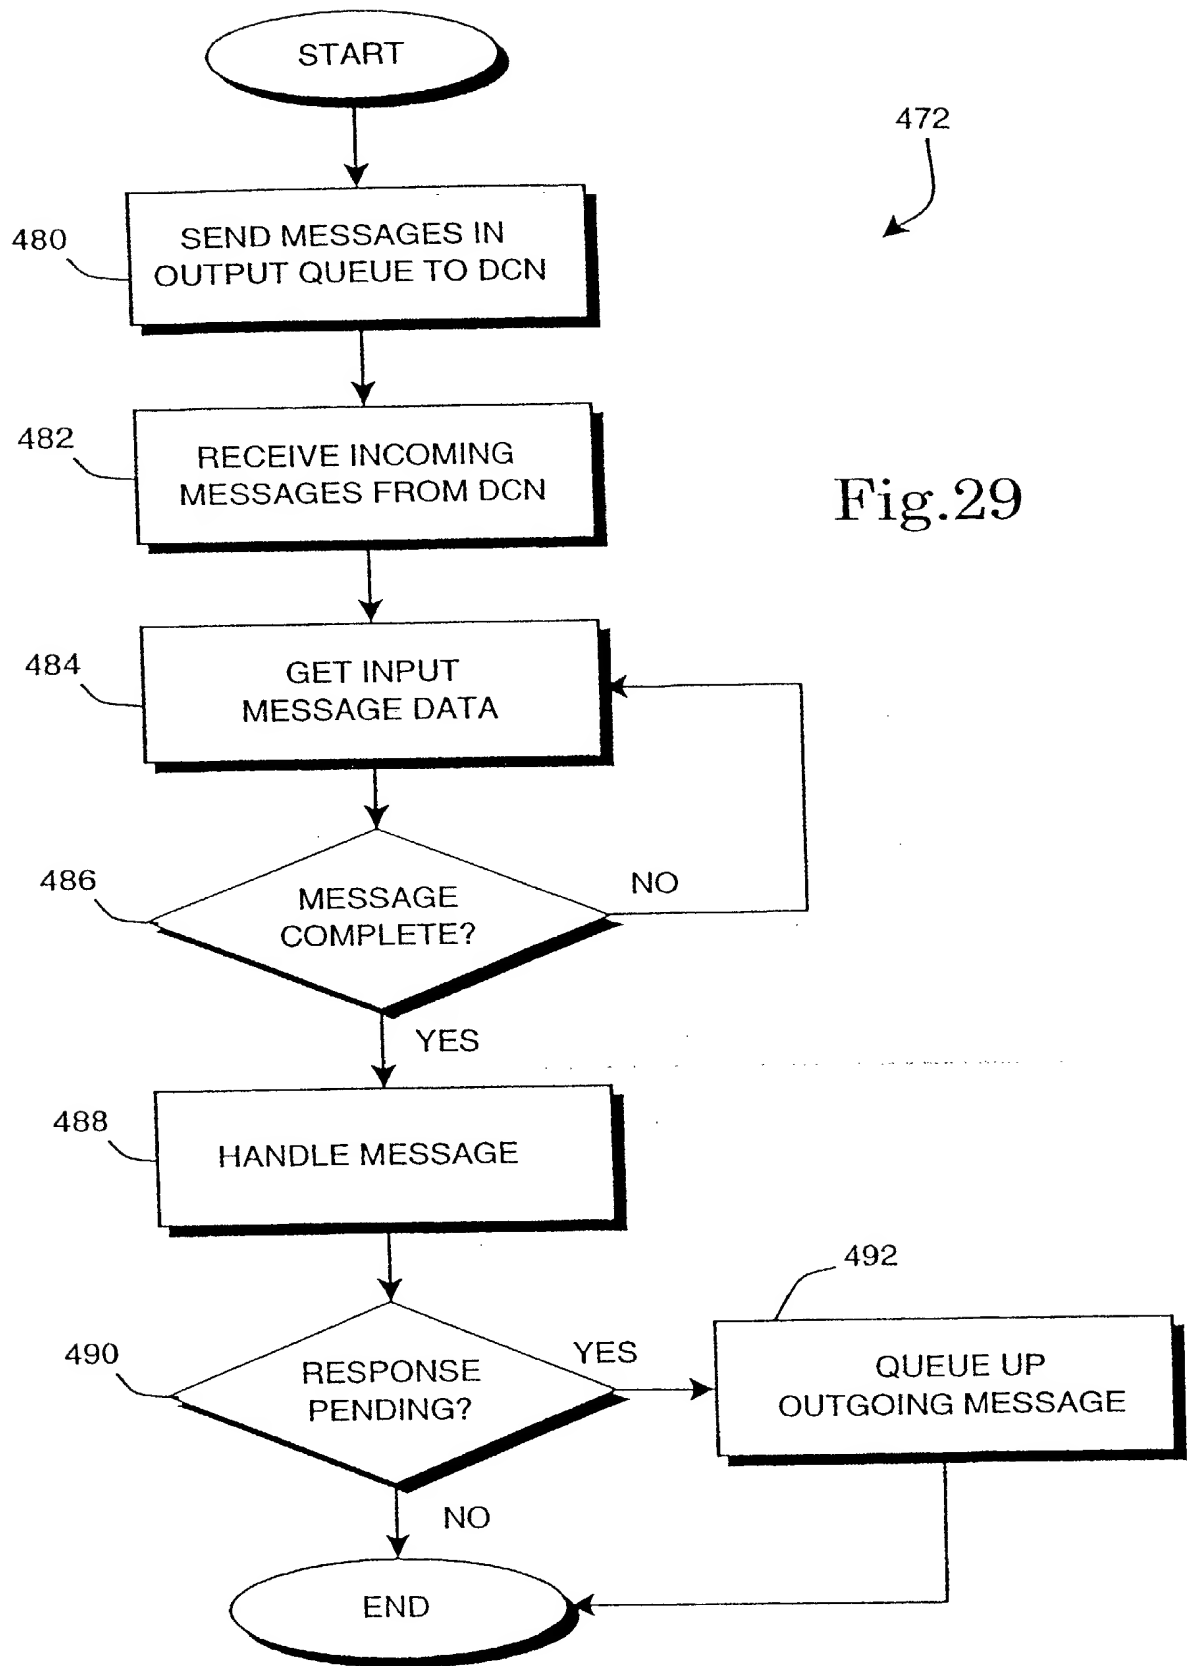 START
472
480
SEND MESSAGES IN
OUTPUT QUEUE TO DCN
482
RECEIVE INCOMING
MESSAGES FROM DCN
Fig.29
484
GET INPUT
MESSAGE DATA
486
MESSAGE
COMPLETE?
NO
YES
488
HANDLE MESSAGE
490
RESPONSE
PENDING?
YES
492
QUEUE UP
OUTGOING MESSAGE
NO
END